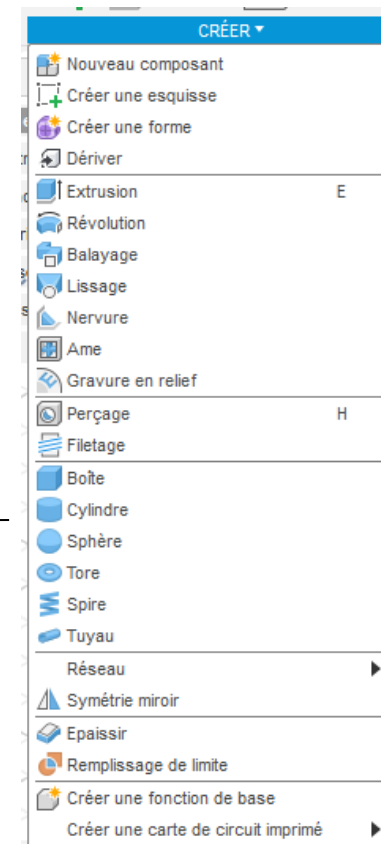 CRÉER
Nouveau composant
Créer une esquisse
Créer une forme
Dériver
Extrusion E
Révolution
Balayage
Lissage
Nervure
Ame
Gravure en relief
Perçage H
Filetage
Boîte
Cylindre
Sphère
Tore
Spire
Tuyau
Réseau
Symétrie miroir
Epaissir
Remplissage de limite
Créer une fonction de base
Créer une carte de circuit imprimé